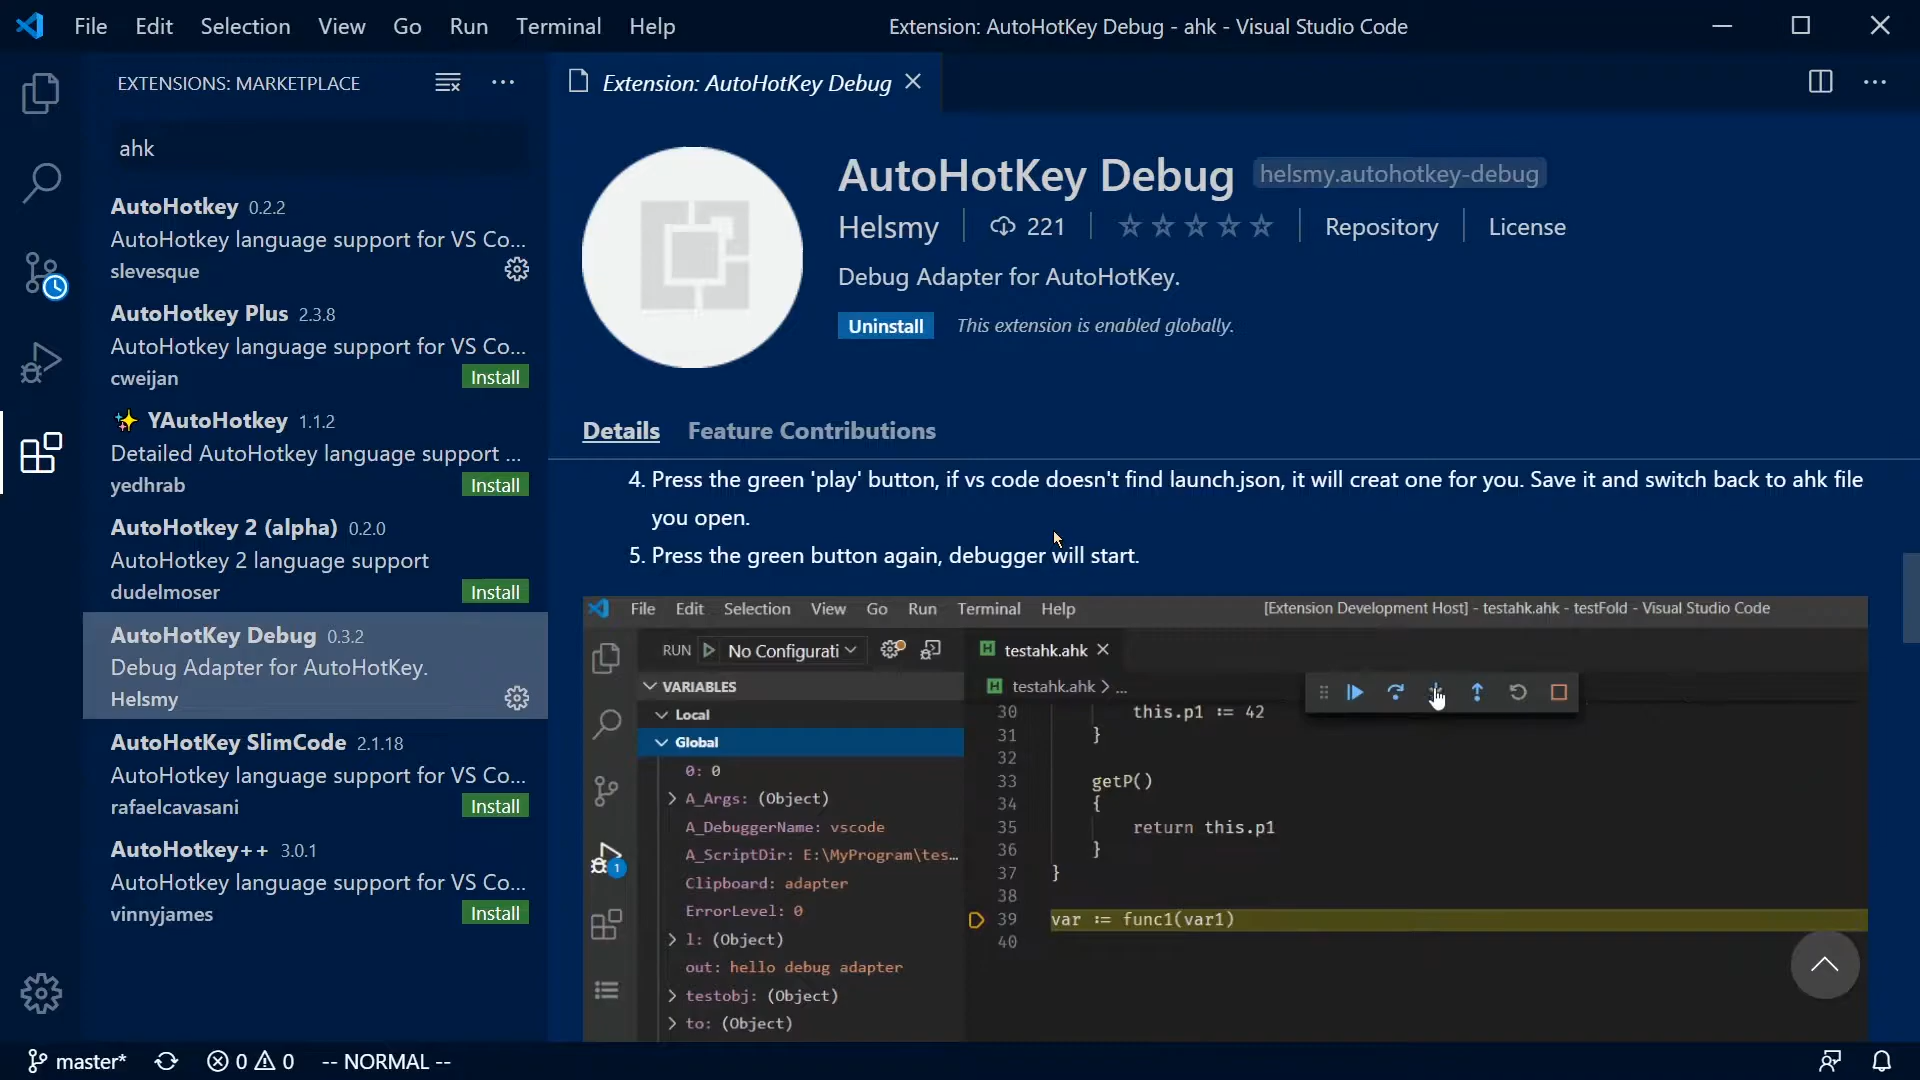 File Edit Selection View Go Run Terminal Help
Extension: AutoHotKey Debug - ahk - Visual Studio Code
EXTENSIONS: MARKETPLACE
ahk
AutoHotkey 0.2.2
AutoHotkey language support for VS Co...
slevesque
AutoHotkey Plus 2.3.8
AutoHotkey language support for VS Co...
cweijan
Install
✨ YAutoHotkey 1.1.2
Detailed AutoHotkey language support ...
yedhrab
Install
AutoHotkey 2 (alpha) 0.2.0
AutoHotkey 2 language support
dudelmoser
Install
AutoHotKey Debug 0.3.2
Debug Adapter for AutoHotKey.
Helsmy
AutoHotKey SlimCode 2.1.18
AutoHotkey language support for VS Co...
rafaelcavasani
Install
AutoHotkey++ 3.0.1
AutoHotkey language support for VS Co...
vinnyjames
Install
Extension: AutoHotKey Debug
AutoHotKey Debug helsmy.autohotkey-debug
Helsmy 221 Repository License
Debug Adapter for AutoHotKey.
Uninstall This extension is enabled globally.
Details Feature Contributions
4. Press the green 'play' button, if vs code doesn't find launch.json, it will creat one for you. Save it and switch back to ahk file
you open.
5. Press the green button again, debugger will start.
File Edit Selection View Go Run Terminal Help
[Extension Development Host] - testahk.ahk - testFold - Visual Studio Code
RUN No Configurati
VARIABLES
Local
Global
0: 0
A_Args: (Object)
A_DebuggerName: vscode
A_ScriptDir: E:\MyProgram\tes...
Clipboard: adapter
ErrorLevel: 0
l: (Object)
out: hello debug adapter
testobj: (Object)
to: (Object)
1
testahk.ahk
testahk.ahk > ...
30 this.p1 := 42
31 }
32
33 getP()
34 {
35 return this.p1
36 }
37 }
38
39 var := func1(var1)
40
master* 0 0 -- NORMAL --